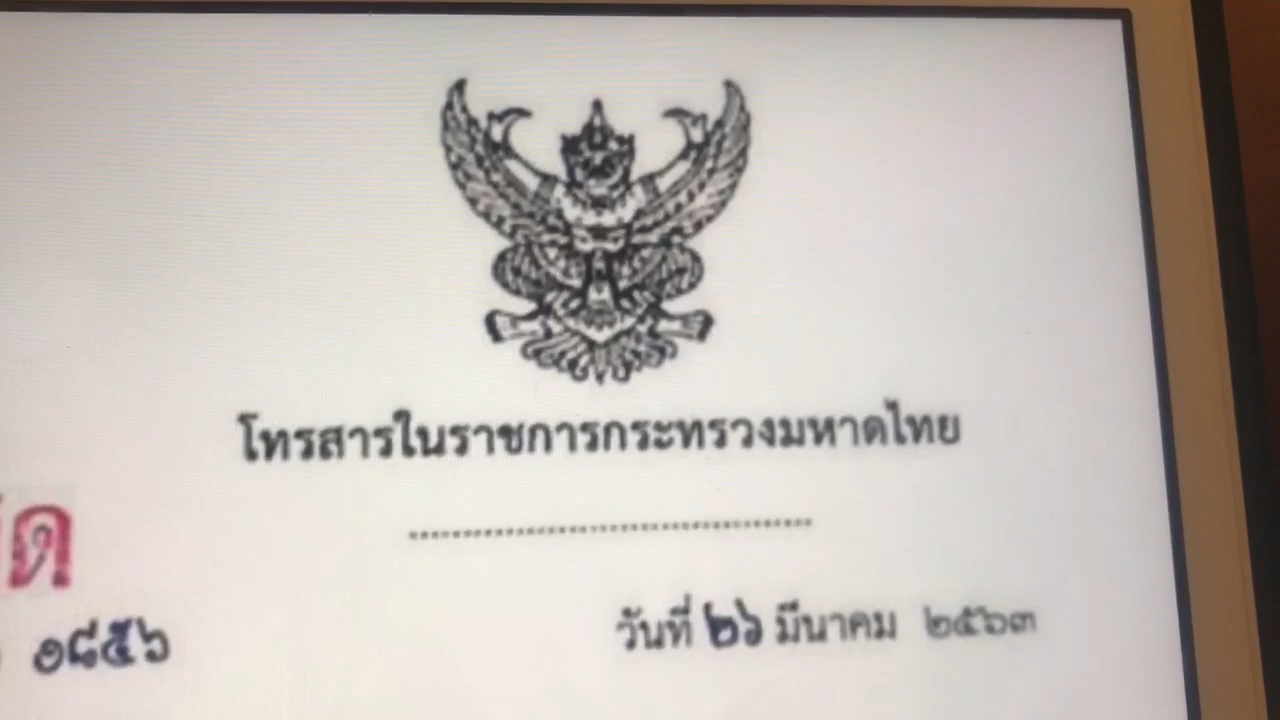 โทรสารในราชการกระทรวงมหาดไทย
ด
๑๘๕๖ วันที่ ๒๖ มีนาคม ๒๕๖๓